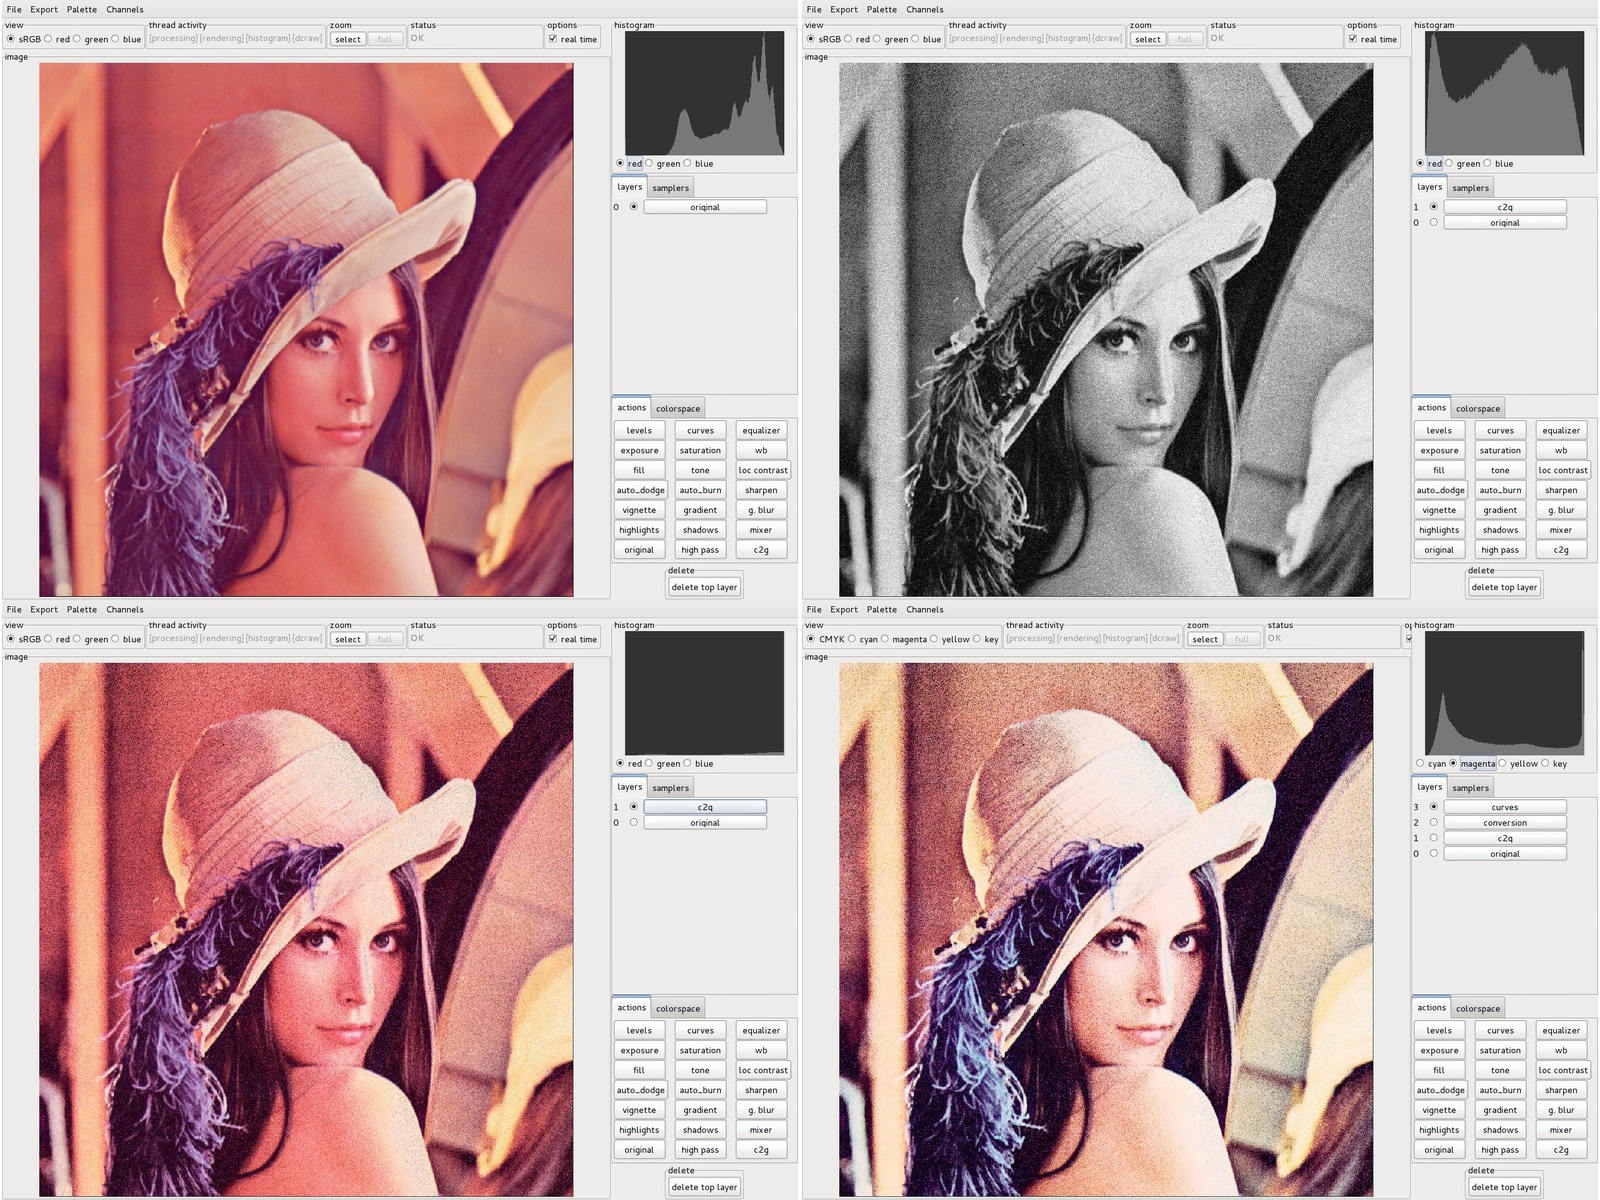 File Export Palette Channels
view thread activity zoom status options histogram
sRGB red green blue [processing] [rendering] [histogram] [dcraw] select full OK real time
image
red green blue
layers samplers
0 original
actions colorspace
levels curves equalizer
exposure saturation wb
fill tone loc contrast
auto_dodge auto_burn sharpen
vignette gradient g. blur
highlights shadows mixer
original high pass c2g
delete
delete top layer
File Export Palette Channels
view thread activity zoom status options histogram
sRGB red green blue [processing] [rendering] [histogram] [dcraw] select full OK real time
image
red green blue
layers samplers
1 c2g
0 original
actions colorspace
levels curves equalizer
exposure saturation wb
fill tone loc contrast
auto_dodge auto_burn sharpen
vignette gradient g. blur
highlights shadows mixer
original high pass c2g
delete
delete top layer
File Export Palette Channels
view thread activity zoom status options histogram
sRGB red green blue [processing] [rendering] [histogram] [dcraw] select full OK real time
image
red green blue
layers samplers
1 c2g
0 original
actions colorspace
levels curves equalizer
exposure saturation wb
fill tone loc contrast
auto_dodge auto_burn sharpen
vignette gradient g. blur
highlights shadows mixer
original high pass c2g
delete
delete top layer
File Export Palette Channels
view thread activity zoom status histogram
CMYK cyan magenta yellow key [processing] [rendering] [histogram] [dcraw] select full OK
image
cyan magenta yellow key
layers samplers
3 curves
2 conversion
1 c2g
0 original
actions colorspace
levels curves equalizer
exposure saturation wb
fill tone loc contrast
auto_dodge auto_burn sharpen
vignette gradient g. blur
highlights shadows mixer
original high pass c2g
delete
delete top layer